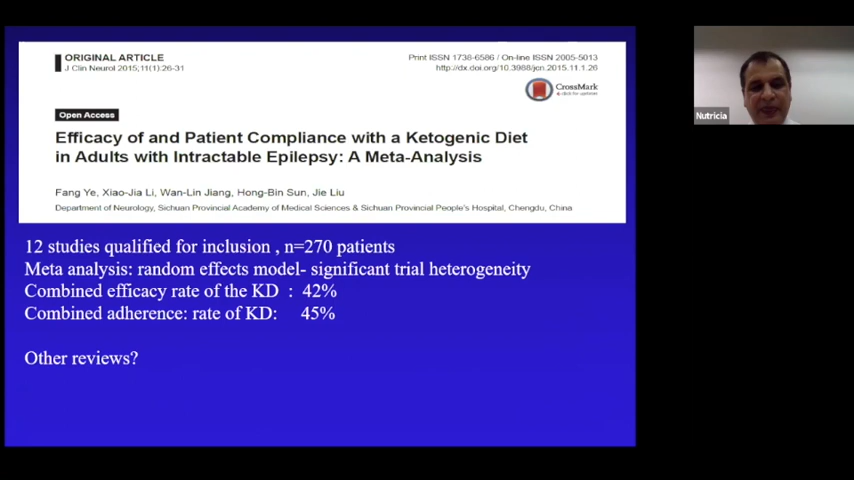 ORIGINAL ARTICLE
J Clin Neurol 2015;11(1):26-31
Print ISSN 1738-6586 / On-line ISSN 2005-5013
http://dx.doi.org/10.3988/jcn.2015.11.1.26
CrossMark
click for updates
Open Access
Efficacy of and Patient Compliance with a Ketogenic Diet
in Adults with Intractable Epilepsy: A Meta-Analysis
Fang Ye, Xiao-Jia Li, Wan-Lin Jiang, Hong-Bin Sun, Jie Liu
Department of Neurology, Sichuan Provincial Academy of Medical Sciences & Sichuan Provincial People's Hospital, Chengdu, China
12 studies qualified for inclusion , n=270 patients
Meta analysis: random effects model- significant trial heterogeneity
Combined efficacy rate of the KD : 42%
Combined adherence: rate of KD: 45%
Other reviews?
Nutricia